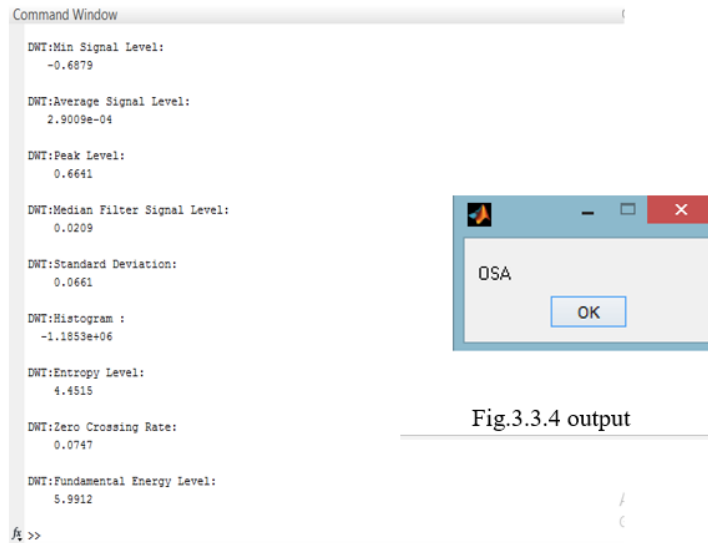 Command Window
DWT:Min Signal Level:
-0.6879
DWT:Average Signal Level:
2.9009e-04
DWT:Peak Level:
0.6641
DWT:Median Filter Signal Level:
0.0209
DWT:Standard Deviation:
0.0661
DWT:Histogram :
-1.1853e+06
DWT:Entropy Level:
4.4515
DWT:Zero Crossing Rate:
0.0747
DWT:Fundamental Energy Level:
5.9912
fx >>
OSA
OK
Fig.3.3.4 output